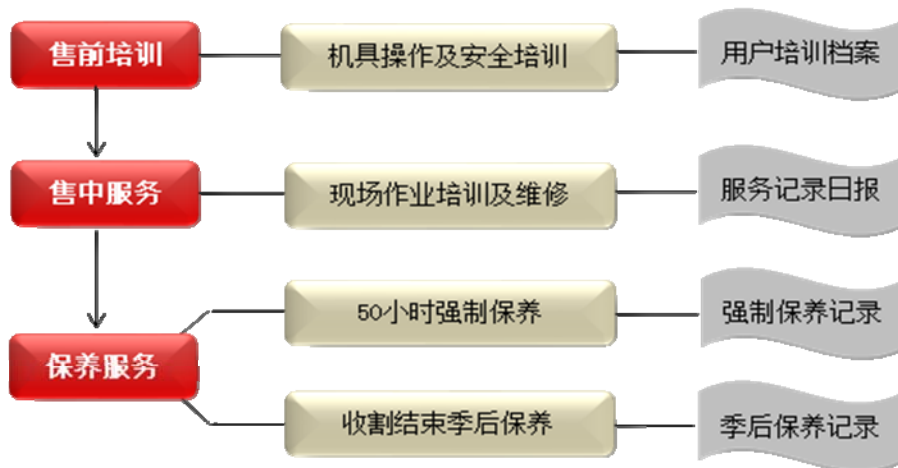 售前培训
机具操作及安全培训
用户培训档案
售中服务
现场作业培训及维修
服务记录日报
50小时强制保养
强制保养记录
保养服务
收割结束季后保养
季后保养记录